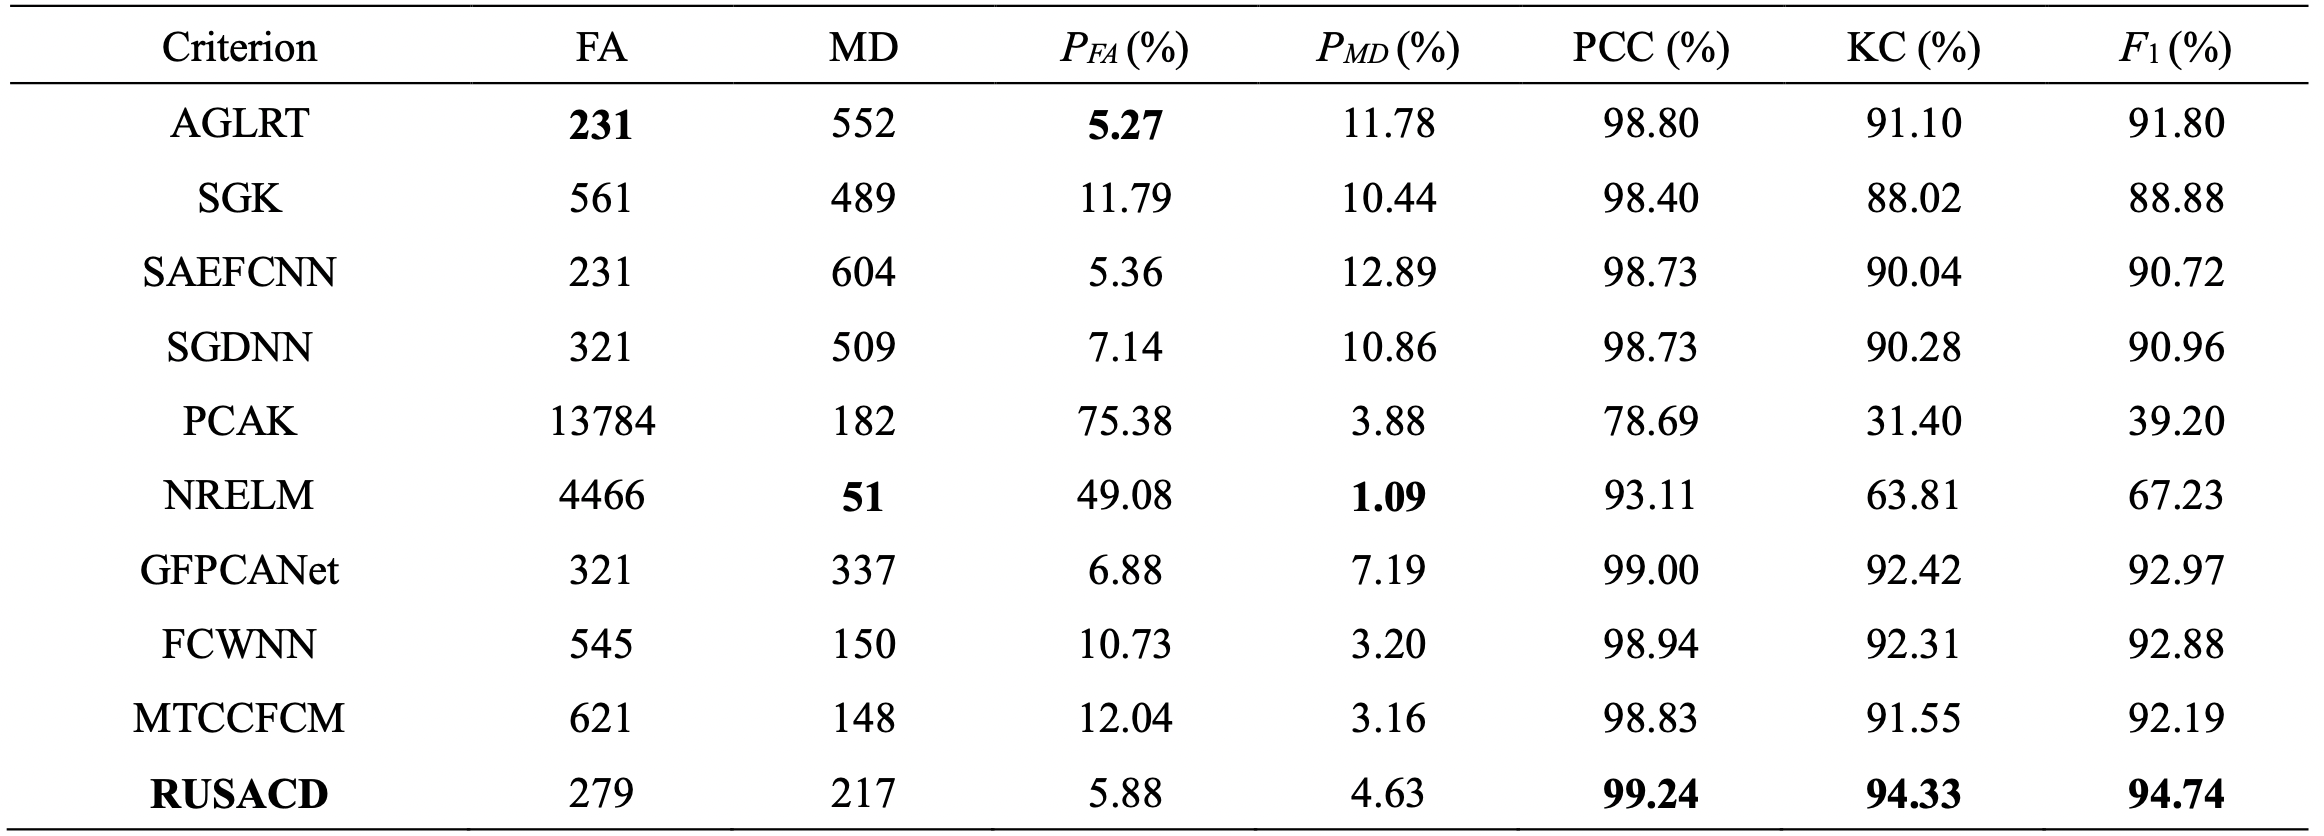 Criterion FA MD PFA (%) PMD (%) PCC (%) KC (%) F1 (%)
AGLRT 231 552 5.27 11.78 98.80 91.10 91.80
SGK 561 489 11.79 10.44 98.40 88.02 88.88
SAEFCNN 231 604 5.36 12.89 98.73 90.04 90.72
SGDNN 321 509 7.14 10.86 98.73 90.28 90.96
PCAK 13784 182 75.38 3.88 78.69 31.40 39.20
NRELM 4466 51 49.08 1.09 93.11 63.81 67.23
GFPCANet 321 337 6.88 7.19 99.00 92.42 92.97
FCWNN 545 150 10.73 3.20 98.94 92.31 92.88
MTCCFCM 621 148 12.04 3.16 98.83 91.55 92.19
RUSACD 279 217 5.88 4.63 99.24 94.33 94.74